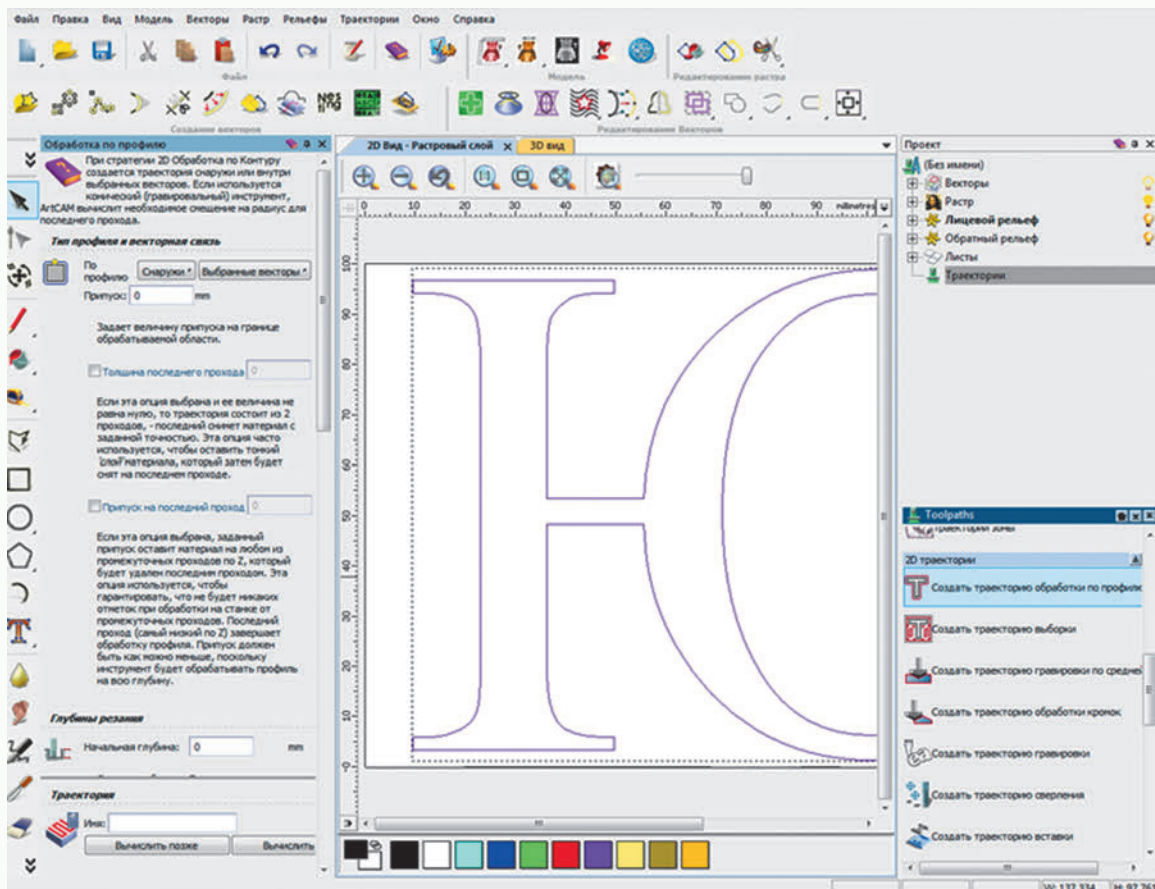 Файл Правка Вид Модель Векторы Растр Рельефы Траектории Окно Справка
Файл Модель Редактирование растра
Nes
ting
Создание векторов Редактирование Векторов
Обработка по профилю
При стратегии 2D Обработка по Контуру
создается траектория снаружи или внутри
выбранных векторов. Если используется
конический (гравировальный) инструмент,
ArtCAM вычислит необходимое смещение на радиус для
последнего прохода.
Тип профиля и векторная связь
По
профилю Снаружи Выбранные векторы
Припуск: 0 mm
Задает величину припуска на границе
обрабатываемой области.
Толщина последнего прохода 0
Если эта опция выбрана и ее величина не
равна нулю, то траектория состоит из 2
проходов, - последний снимет материал с
заданной точностью. Эта опция часто
используется, чтобы оставить тонкий
'слой' материала, который затем будет
снят на последнем проходе.
Припуск на последний проход 0
Если эта опция выбрана, заданный
припуск оставит материал на любом из
промежуточных проходов по Z, который
будет удален последним проходом. Эта
опция используется, чтобы
гарантировать, что не будет никаких
отметок при обработки на станке от
промежуточных проходов. Последний
проход (самый низкий по Z) завершает
обработку профиля. Припуск должен
быть как можно меньше, поскольку
инструмент будет обрабатывать профиль
на всю глубину.
Глубины резания
Начальная глубина: 0 mm
Траектория
Имя:
Вычислить позже Вычислить
2D Вид - Растровый слой 3D вид
0 10 20 30 40 50 60 70 80 90 millimetres
100
90
80
70
60
50
40
30
20
10
0
Ю
Проект
(Без имени)
Векторы
Растр
Лицевой рельеф
Обратный рельеф
Листы
Траектории
Toolpaths
Траектории зоны
2D траектории
Создать траекторию обработки по профилю
Создать траекторию выборки
Создать траекторию гравировки по средней
Создать траекторию обработки кромок
Создать траекторию гравировки
Создать траекторию сверления
Создать траекторию вставки
W: 137.334 H: 97.762